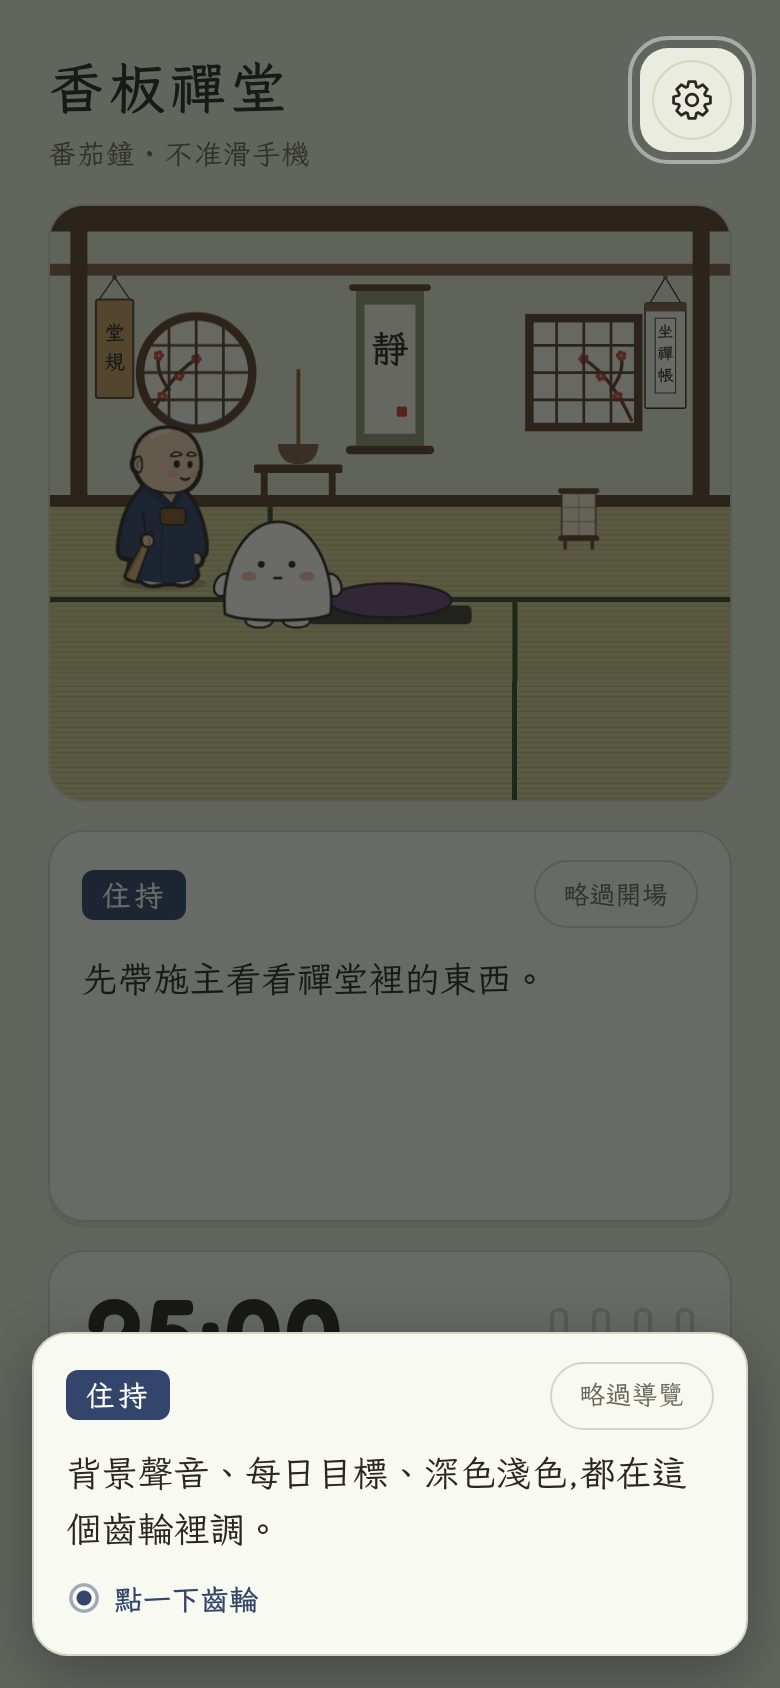 香板禪堂
番茄鐘・不准滑手機
堂規
靜
坐禪帳
住持
略過開場
先帶施主看看禪堂裡的東西。
25:00
住持
略過導覽
背景聲音、每日目標、深色淺色,都在這
個齒輪裡調。
點一下齒輪